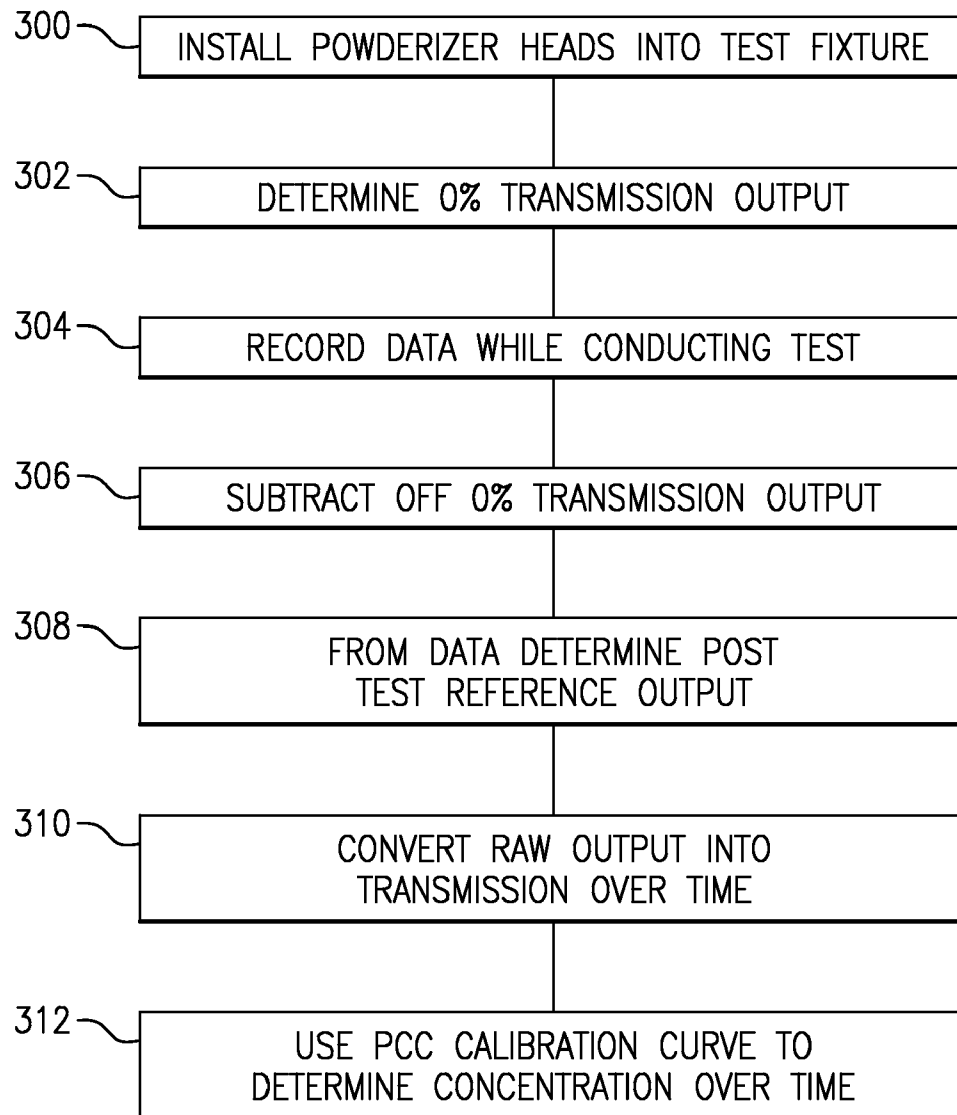 300
INSTALL POWDERIZER HEADS INTO TEST FIXTURE
302
DETERMINE 0% TRANSMISSION OUTPUT
304
RECORD DATA WHILE CONDUCTING TEST
306
SUBTRACT OFF 0% TRANSMISSION OUTPUT
308
FROM DATA DETERMINE POST
TEST REFERENCE OUTPUT
310
CONVERT RAW OUTPUT INTO
TRANSMISSION OVER TIME
312
USE PCC CALIBRATION CURVE TO
DETERMINE CONCENTRATION OVER TIME